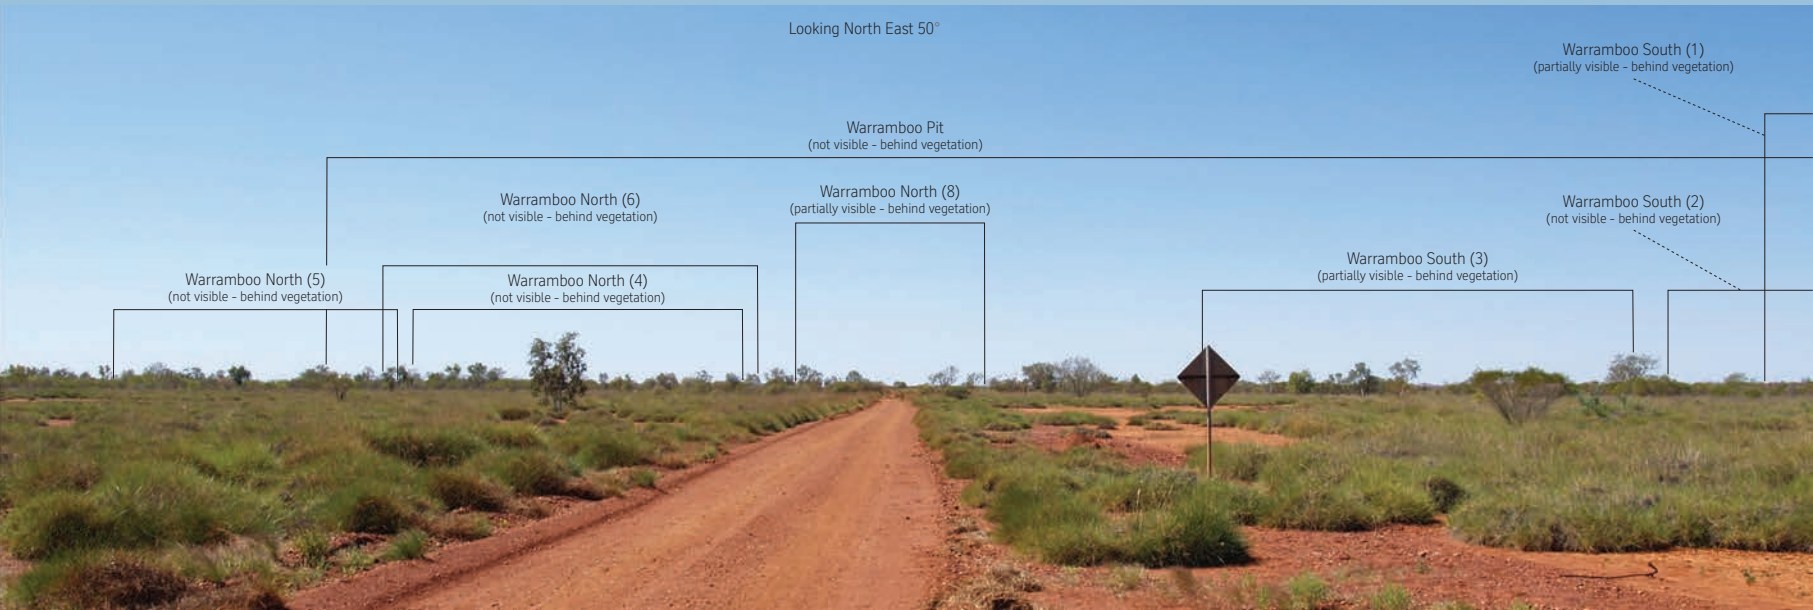 Looking North East 50°
Warramboo South (1)
(partially visible - behind vegetation)
Warramboo Pit
(not visible - behind vegetation)
Warramboo North (6)
(not visible - behind vegetation)
Warramboo North (8)
(partially visible - behind vegetation)
Warramboo South (2)
(not visible - behind vegetation)
Warramboo South (3)
(partially visible - behind vegetation)
Warramboo North (5)
(not visible - behind vegetation)
Warramboo North (4)
(not visible - behind vegetation)